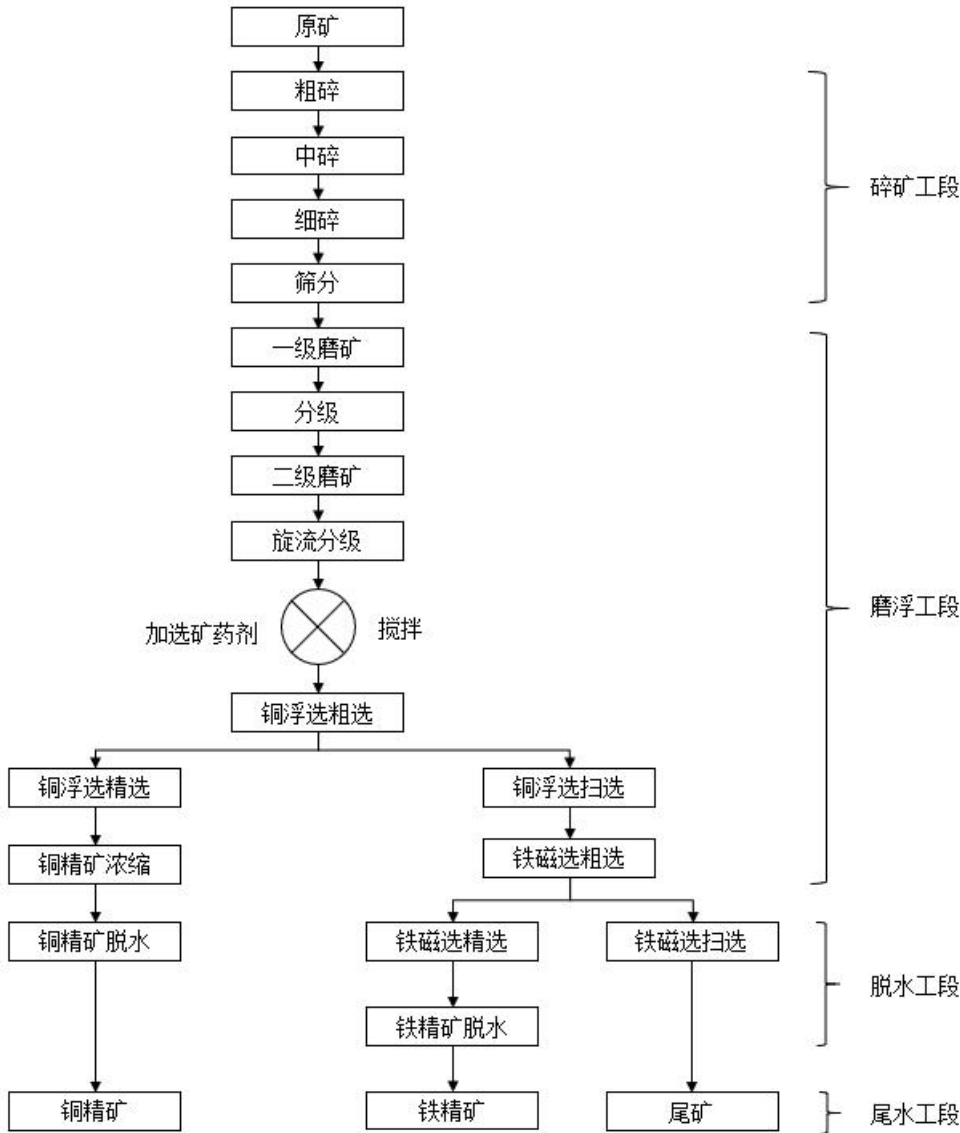 原矿
粗碎
中碎
碎矿工段
细碎
筛分
一级磨矿
分级
二级磨矿
旋流分级
磨浮工段
加选矿药剂
搅拌
铜浮选粗选
铜浮选精选
铜浮选扫选
铜精矿浓缩
铁磁选粗选
铜精矿脱水
铁磁选精选
铁磁选扫选
脱水工段
铁精矿脱水
铜精矿
铁精矿
尾矿
尾水工段